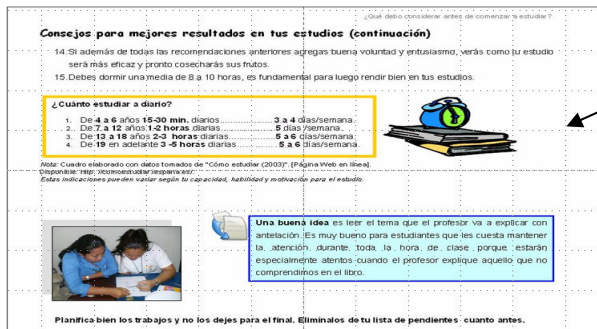 ¿Qué debo considerar antes de comenzar a estudiar?
Consejos para mejores resultados en tus estudios (continuación)
14. Si además de todas las recomendaciones anteriores agregas buena voluntad y entusiasmo, verás como tu estudio
será más eficaz y pronto cosecharás sus frutos.
15. Debes dormir una media de 8 a 10 horas, es fundamental para luego rendir bien en tus estudios.
¿Cuánto estudiar a diario?
1. De 4 a 6 años 15-30 min. diarios......................3 a 4 días/semana.
2. De 7 a 12 años 1-2 horas diarias......................5 días /semana.
3. De 13 a 18 años 2-3 horas diarias....................5 a 6 días/semana.
4. De 19 en adelante 3 -5 horas diarias................5 a 6 días/semana.
Nota: Cuadro elaborado con datos tomados de "Cómo estudiar (2003)". [Página Web en línea].
Disponible: http://comoestudiar.iespana.es/.
Estas indicaciones pueden variar según tu capacidad, habilidad y motivación para el estudio.
Una buena idea es leer el tema que el profesor va a explicar con
antelación. Es muy bueno para estudiantes que les cuesta mantener
la atención durante toda la hora de clase porque estarán
especialmente atentos cuando el profesor explique aquello que no
comprendimos en el libro.
Planifica bien los trabajos y no los dejes para el final. Elimínalos de tu lista de pendientes cuanto antes.